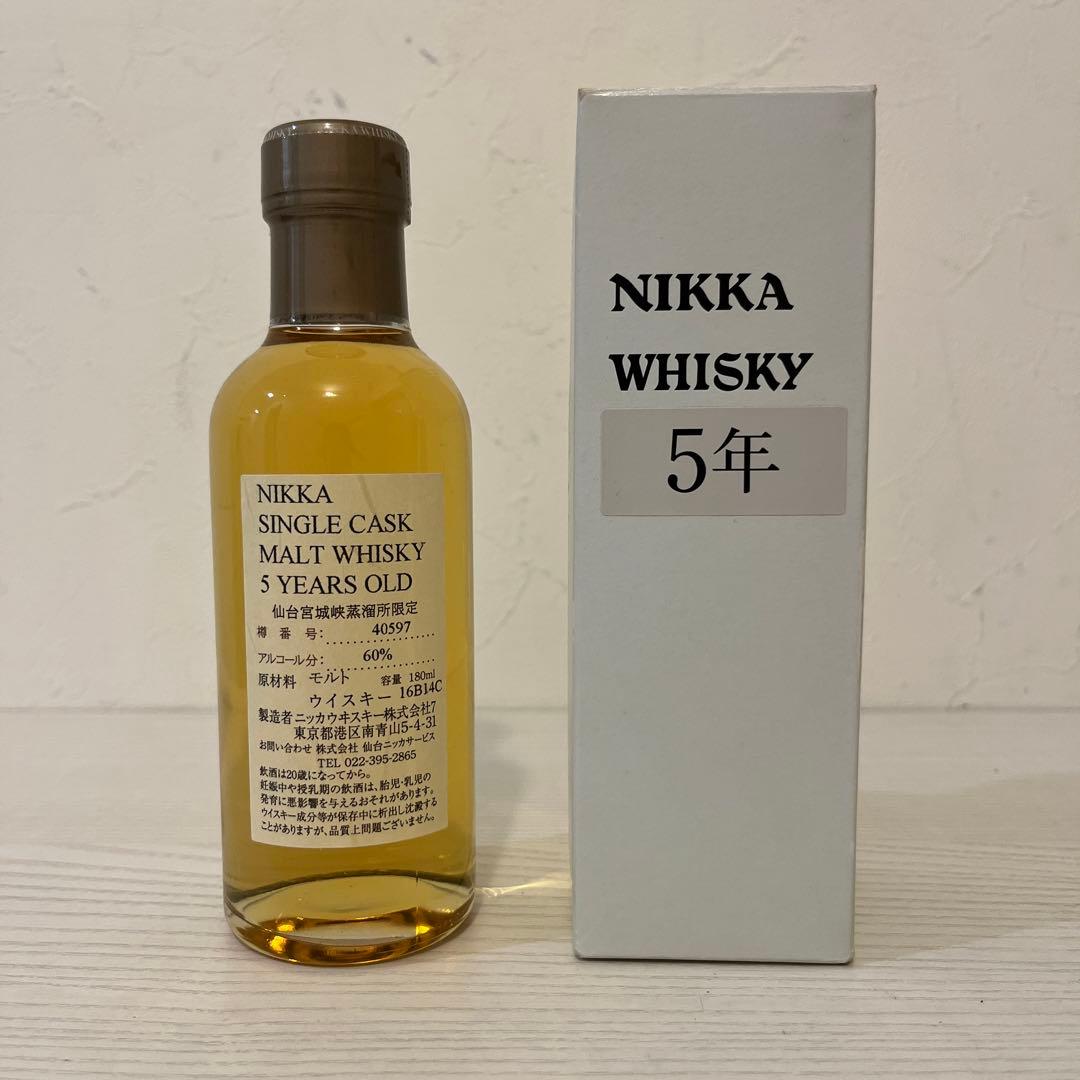 KA WHISKY
NIKKA
SINGLE CASK
MALT WHISKY
5 YEARS OLD
仙台宮城峡蒸溜所限定
樽番号: 40597
アルコール分: 60%
原材料 モルト 容量 180ml
ウイスキー 16B14C
製造者 ニッカウヰスキー株式会社7
東京都港区南青山5-4-31
お問い合わせ 株式会社 仙台ニッカサービス
TEL 022-395-2865
飲酒は20歳になってから。
妊娠中や授乳期の飲酒は、胎児・乳児の
発育に悪影響を与えるおそれがあります。
ウイスキー成分等が保存中に析出し沈澱する
ことがありますが、品質上問題ございません。
NIKKA
WHISKY
5年